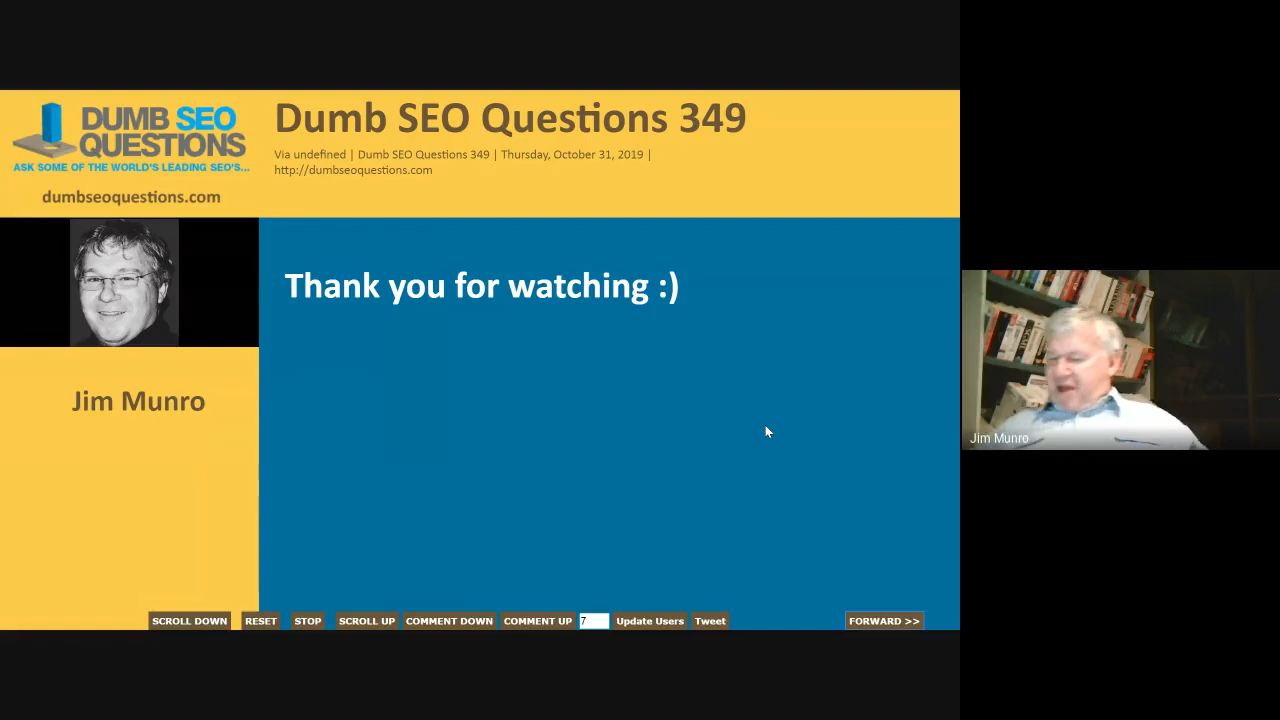 DUMB SEO
QUESTIONS
ASK SOME OF THE WORLD'S LEADING SEO'S...
dumbseoquestions.com
Dumb SEO Questions 349
Via undefined | Dumb SEO Questions 349 | Thursday, October 31, 2019 |
http://dumbseoquestions.com
Thank you for watching :)
Jim Munro
Jim Munro
SCROLL DOWN RESET STOP SCROLL UP COMMENT DOWN COMMENT UP 7 Update Users Tweet FORWARD >>